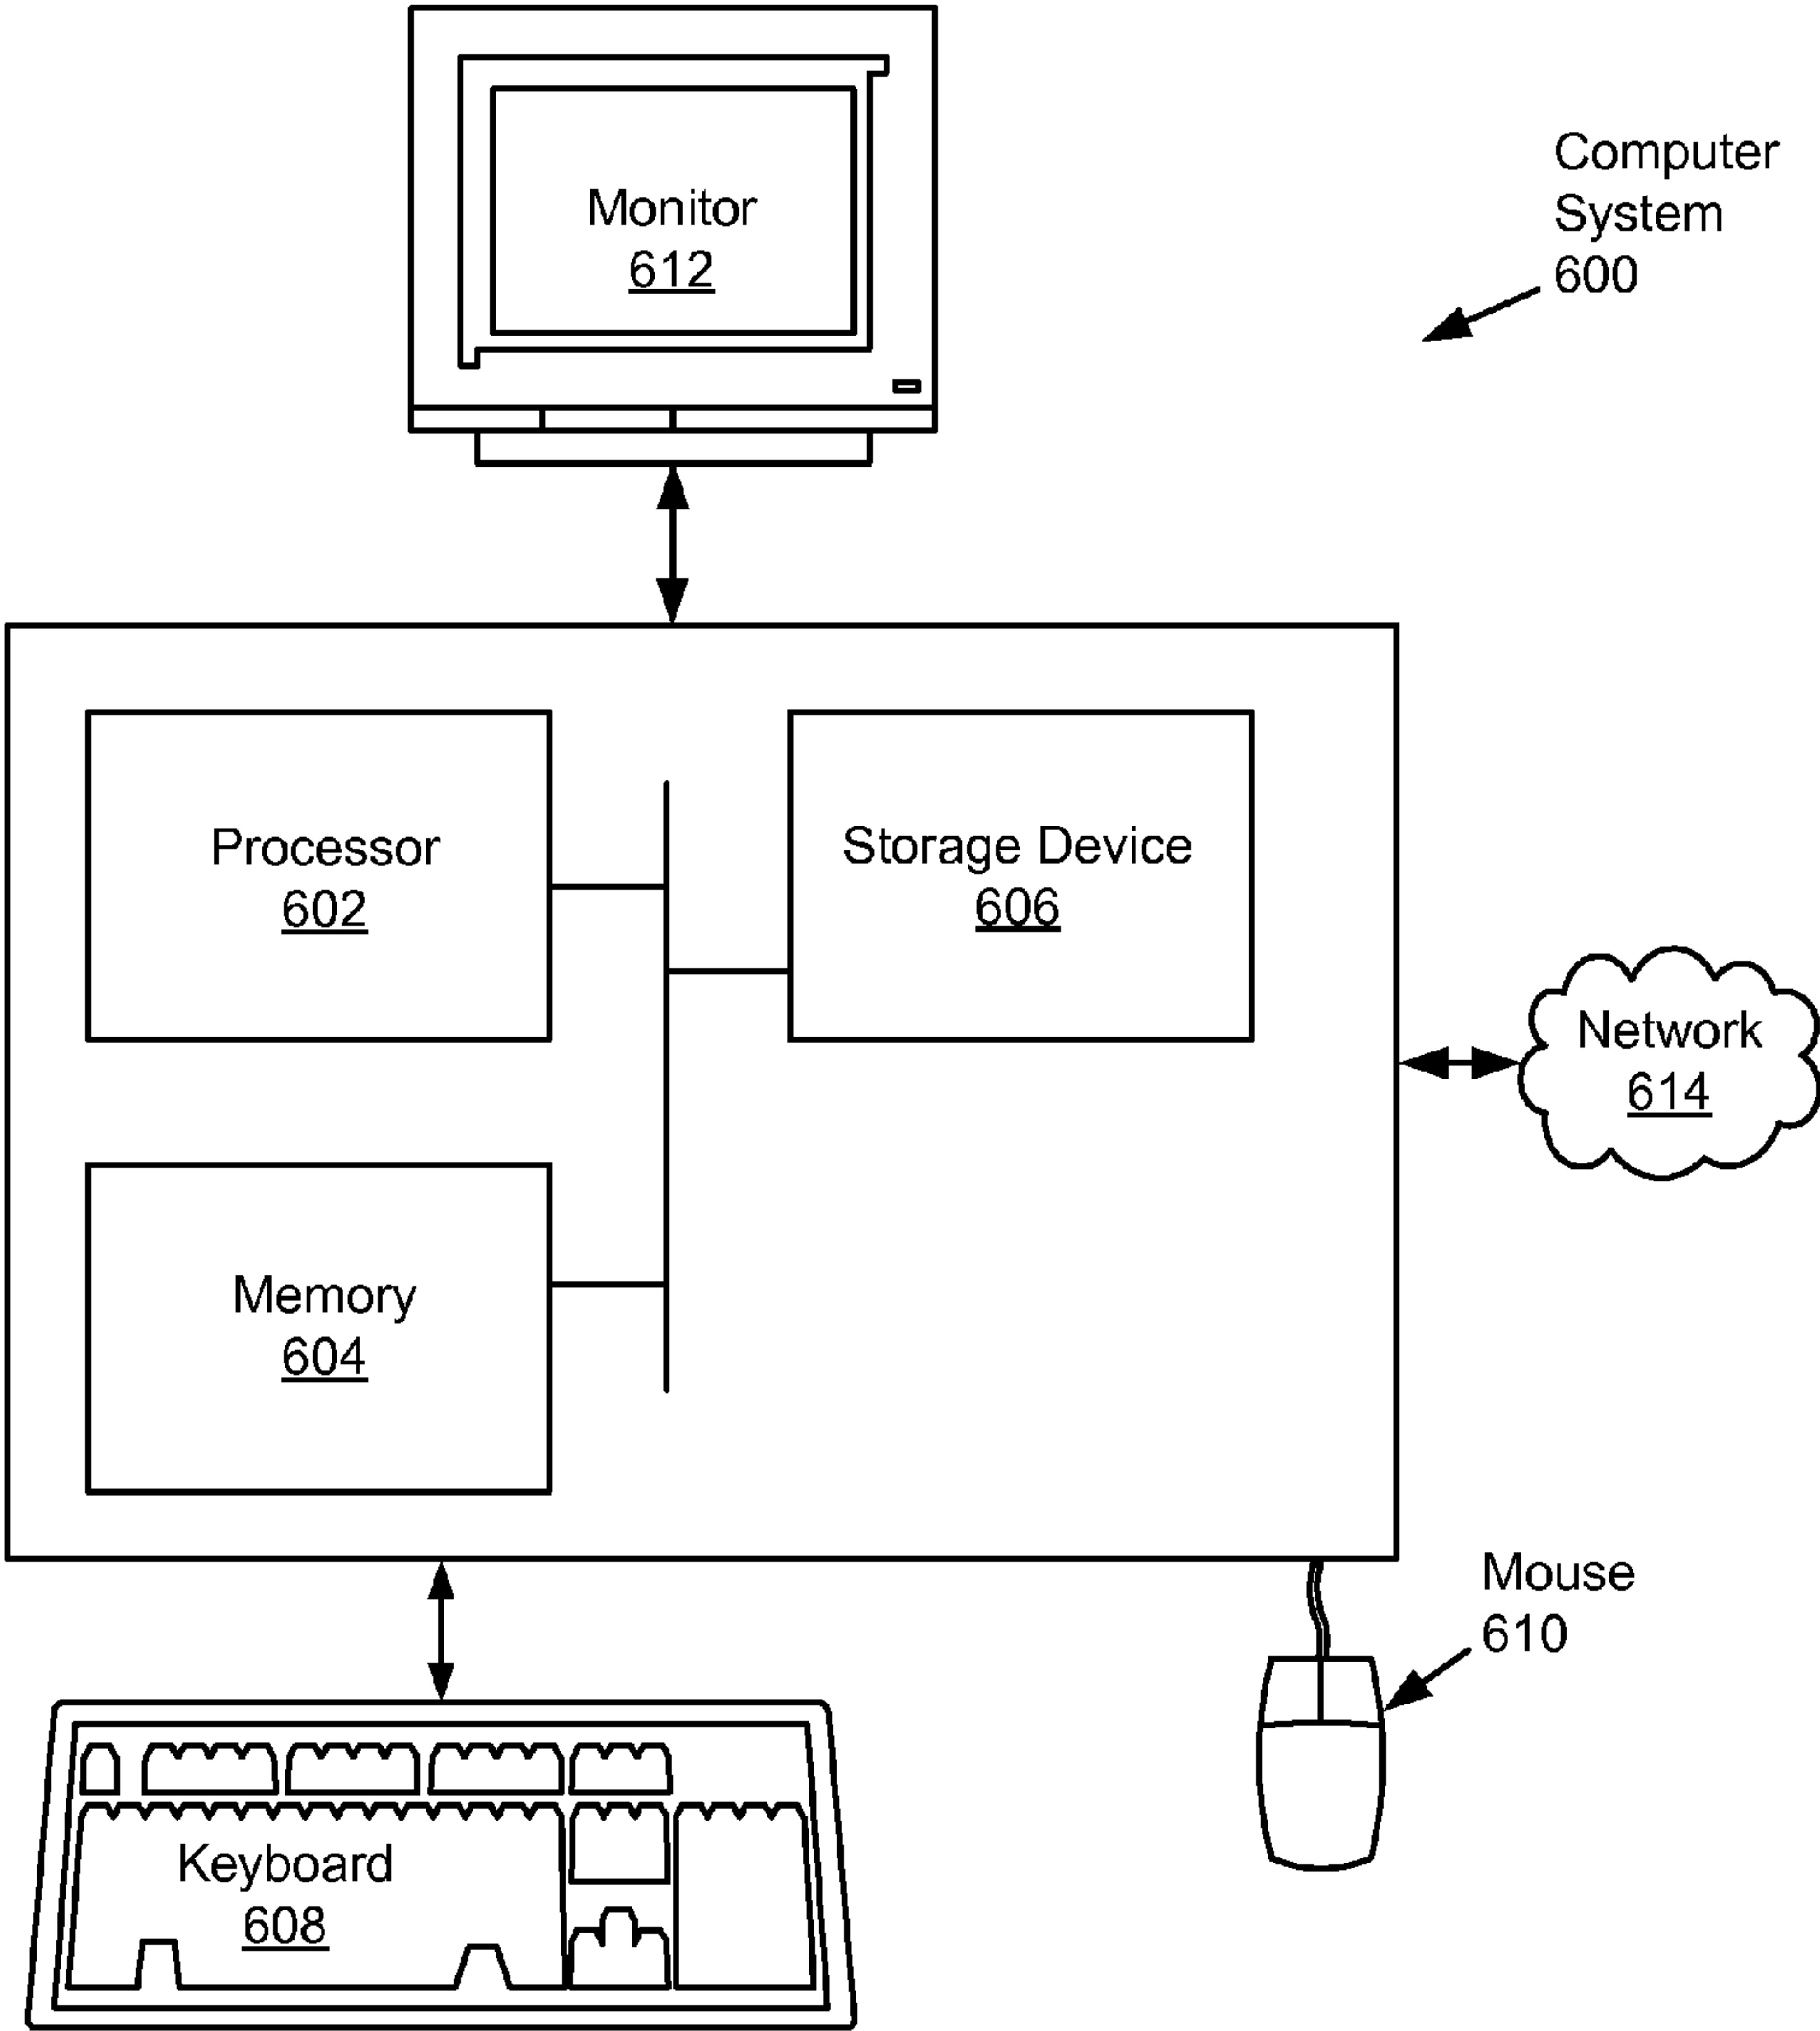 Monitor
612
Computer
System
600
Processor
602
Storage Device
606
Network
614
Memory
604
Mouse
610
Keyboard
608